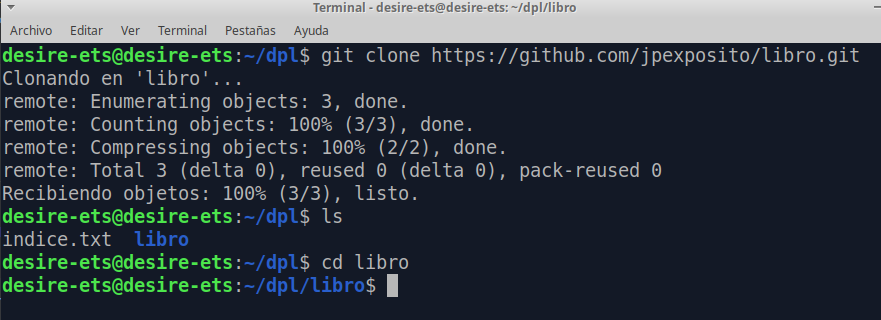 Terminal - desire-ets@desire-ets: ~/dpl/libro
Archivo Editar Ver Terminal Pestañas Ayuda
desire-ets@desire-ets:~/dpl$ git clone https://github.com/jpexposito/libro.git
Clonando en 'libro'...
remote: Enumerating objects: 3, done.
remote: Counting objects: 100% (3/3), done.
remote: Compressing objects: 100% (2/2), done.
remote: Total 3 (delta 0), reused 0 (delta 0), pack-reused 0
Recibiendo objetos: 100% (3/3), listo.
desire-ets@desire-ets:~/dpl$ ls
indice.txt  libro
desire-ets@desire-ets:~/dpl$ cd libro
desire-ets@desire-ets:~/dpl/libro$